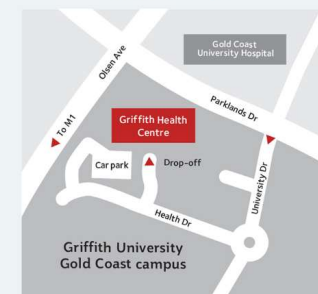 Gold Coast
University Hospital
Olsen Ave
Parklands Dr
To M1
Griffith Health
Centre
Car park
Drop-off
University Dr
Health Dr
Griffith University
Gold Coast campus